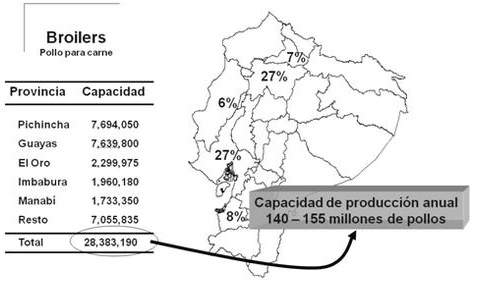 Broilers
Pollo para carne
Provincia Capacidad
Pichincha 7,694,050
Guayas 7,639,800
El Oro 2,299,975
Imbabura 1,960,180
Manabí 1,733,350
Resto 7,055,835
Total 28,383,190
7%
27%
6%
27%
8%
Capacidad de producción anual
140 – 155 millones de pollos